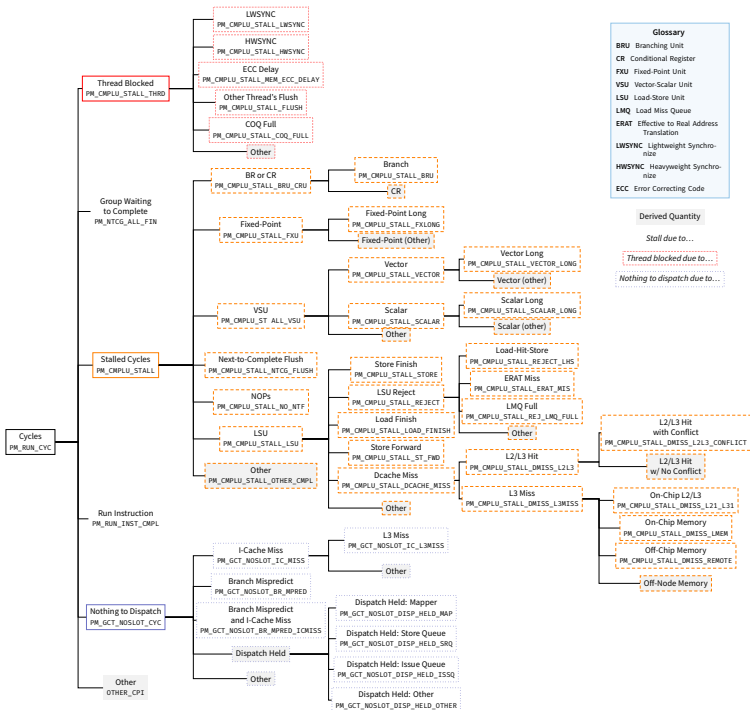 LWSYNC
PM_CMPLU_STALL_LWSYNC
HWSYNC
PM_CMPLU_STALL_HWSYNC
ECC Delay
PM_CMPLU_STALL_MEM_ECC_DELAY
Thread Blocked
PM_CMPLU_STALL_THRD
Other Thread's Flush
PM_CMPLU_STALL_FLUSH
COQ Full
PM_CMPLU_STALL_COQ_FULL
Other
Glossary
BRU Branching Unit
CR Conditional Register
FXU Fixed-Point Unit
VSU Vector-Scalar Unit
LSU Load-Store Unit
LMQ Load Miss Queue
ERAT Effective to Real Address
Translation
LWSYNC Lightweight Synchro-
nize
HWSYNC Heavyweight Synchro-
nize
ECC Error Correcting Code
Derived Quantity
Stall due to...
Thread blocked due to...
Nothing to dispatch due to...
BR or CR
PM_CMPLU_STALL_BRU_CRU
Branch
PM_CMPLU_STALL_BRU
CR
Group Waiting
to Complete
PM_NTCG_ALL_FIN
Fixed-Point
PM_CMPLU_STALL_FXU
Fixed-Point Long
PM_CMPLU_STALL_FXLONG
Fixed-Point (Other)
Vector
PM_CMPLU_STALL_VECTOR
Vector Long
PM_CMPLU_STALL_VECTOR_LONG
Vector (other)
VSU
PM_CMPLU_ST ALL_VSU
Scalar
PM_CMPLU_STALL_SCALAR
Other
Scalar Long
PM_CMPLU_STALL_SCALAR_LONG
Scalar (other)
Stalled Cycles
PM_CMPLU_STALL
Next-to-Complete Flush
PM_CMPLU_STALL_NTCG_FLUSH
NOPs
PM_CMPLU_STALL_NO_NTF
LSU
PM_CMPLU_STALL_LSU
Other
PM_CMPLU_STALL_OTHER_CMPL
Store Finish
PM_CMPLU_STALL_STORE
LSU Reject
PM_CMPLU_STALL_REJECT
Load Finish
PM_CMPLU_STALL_LOAD_FINISH
Store Forward
PM_CMPLU_STALL_ST_FWD
Dcache Miss
PM_CMPLU_STALL_DCACHE_MISS
Other
Load-Hit-Store
PM_CMPLU_STALL_REJECT_LHS
ERAT Miss
PM_CMPLU_STALL_ERAT_MIS
LMQ Full
PM_CMPLU_STALL_REJ_LMQ_FULL
Other
L2/L3 Hit
PM_CMPLU_STALL_DMISS_L2L3
L3 Miss
PM_CMPLU_STALL_DMISS_L3MISS
L2/L3 Hit
with Conflict
PM_CMPLU_STALL_DMISS_L2L3_CONFLICT
L2/L3 Hit
w/ No Conflict
On-Chip L2/L3
PM_CMPLU_STALL_DMISS_L21_L31
On-Chip Memory
PM_CMPLU_STALL_DMISS_LMEM
Off-Chip Memory
PM_CMPLU_STALL_DMISS_REMOTE
Off-Node Memory
Cycles
PM_RUN_CYC
Run Instruction
PM_RUN_INST_CMPL
I-Cache Miss
PM_GCT_NOSLOT_IC_MISS
L3 Miss
PM_GCT_NOSLOT_IC_L3MISS
Other
Branch Mispredict
PM_GCT_NOSLOT_BR_MPRED
Nothing to Dispatch
PM_GCT_NOSLOT_CYC
Branch Mispredict
and I-Cache Miss
PM_GCT_NOSLOT_BR_MPRED_ICMISS
Dispatch Held
Other
Dispatch Held: Mapper
PM_GCT_NOSLOT_DISP_HELD_MAP
Dispatch Held: Store Queue
PM_GCT_NOSLOT_DISP_HELD_SRQ
Dispatch Held: Issue Queue
PM_GCT_NOSLOT_DISP_HELD_ISSQ
Dispatch Held: Other
PM_GCT_NOSLOT_DISP_HELD_OTHER
Other
OTHER_CPI